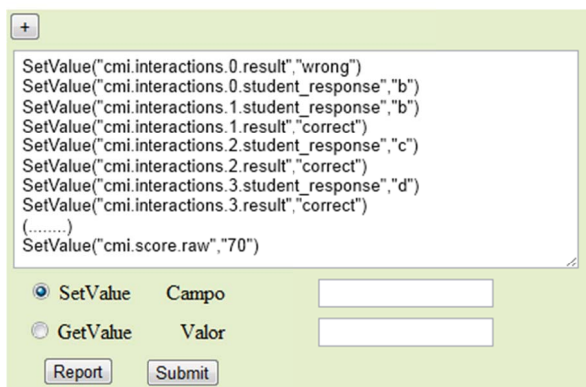 +
SetValue("cmi.interactions.0.result","wrong")
SetValue("cmi.interactions.0.student_response","b")
SetValue("cmi.interactions.1.student_response","b")
SetValue("cmi.interactions.1.result","correct")
SetValue("cmi.interactions.2.student_response","c")
SetValue("cmi.interactions.2.result","correct")
SetValue("cmi.interactions.3.student_response","d")
SetValue("cmi.interactions.3.result","correct")
(........)
SetValue("cmi.score.raw","70")
SetValue Campo
GetValue Valor
Report Submit